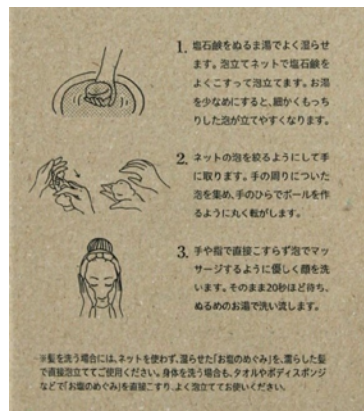 1. 塩石鹸をぬるま湯でよく湿らせ
ます。泡立てネットで塩石鹸を
よくこすって泡立てます。お湯
を少なめにすると、細かくもっち
りした泡が立てやすくなります。
2. ネットの泡を絞るようにして手
に取ります。手の周りについた
泡を集め、手のひらでボールを作
るように丸く転がします。
3. 手や指で直接こすらず泡でマッ
サージするように優しく顔を洗
います。そのまま20秒ほど待ち、
ぬるめのお湯で洗い流します。
※髪を洗う場合には、ネットを使わず、湿らせた「お塩のめぐみ」を、濡らした髪
で直接泡立ててご使用ください。身体を洗う場合も、タオルやボディスポンジ
などで「お塩のめぐみ」を直接こすり、よく泡立ててお使いください。